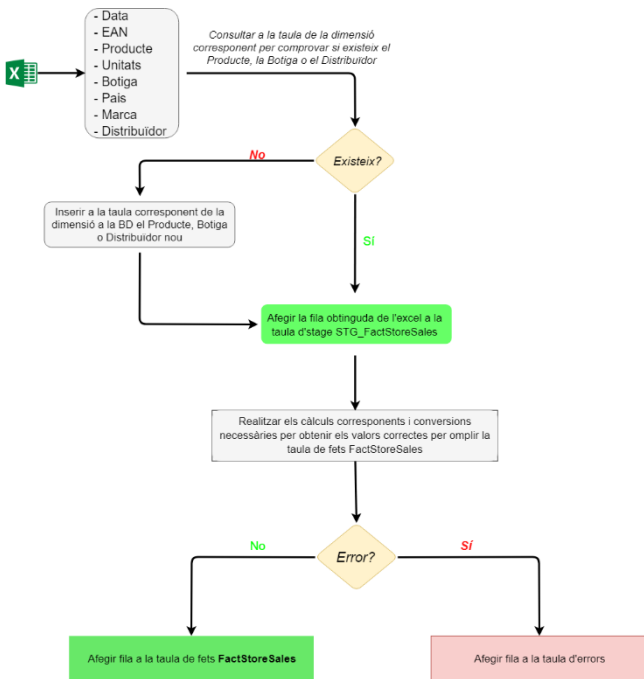 - Data
- EAN
- Producte
- Unitats
- Botiga
- Pais
- Marca
- Distribuïdor
Consultar a la taula de la dimensió
corresponent per comprovar si existeix el
Producte, la Botiga o el Distribuïdor
Existeix?
No
Sí
Inserir a la taula corresponent de la
dimensió a la BD el Producte, Botiga
o Distribuidor nou
Afegir la fila obtinguda de l'excel a la
taula d'stage STG_FactStoreSales
Realitzar els càlculs corresponents i conversions
necessàries per obtenir els valors correctes per omplir la
taula de fets FactStoreSales
Error?
No
Sí
Afegir fila a la taula de fets FactStoreSales
Afegir fila a la taula d'errors